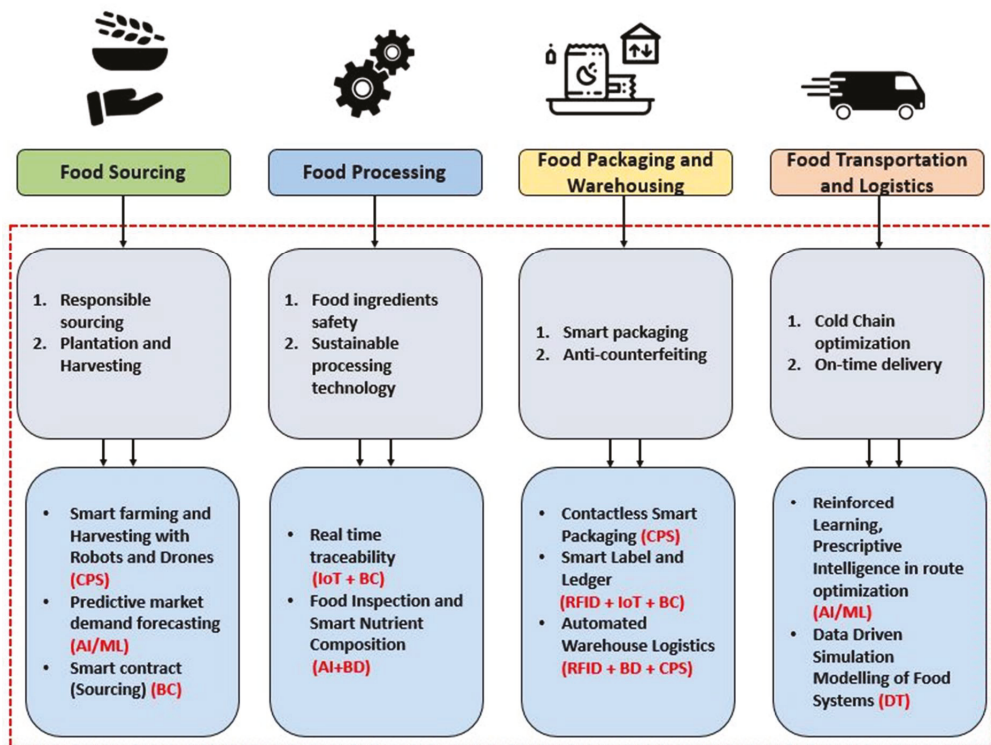 Food Sourcing
Food Processing
Food Packaging and
Warehousing
Food Transportation
and Logistics
1. Responsible
sourcing
2. Plantation and
Harvesting
1. Food ingredients
safety
2. Sustainable
processing
technology
1. Smart packaging
2. Anti-counterfeiting
1. Cold Chain
optimization
2. On-time delivery
• Smart farming and
Harvesting with
Robots and Drones
(CPS)
• Predictive market
demand forecasting
(AI/ML)
• Smart contract
(Sourcing) (BC)
• Real time
traceability
(IoT + BC)
• Food Inspection and
Smart Nutrient
Composition
(AI+BD)
• Contactless Smart
Packaging (CPS)
• Smart Label and
Ledger
(RFID + IoT + BC)
• Automated
Warehouse Logistics
(RFID + BD + CPS)
• Reinforced
Learning,
Prescriptive
Intelligence in route
optimization
(AI/ML)
• Data Driven
Simulation
Modelling of Food
Systems (DT)